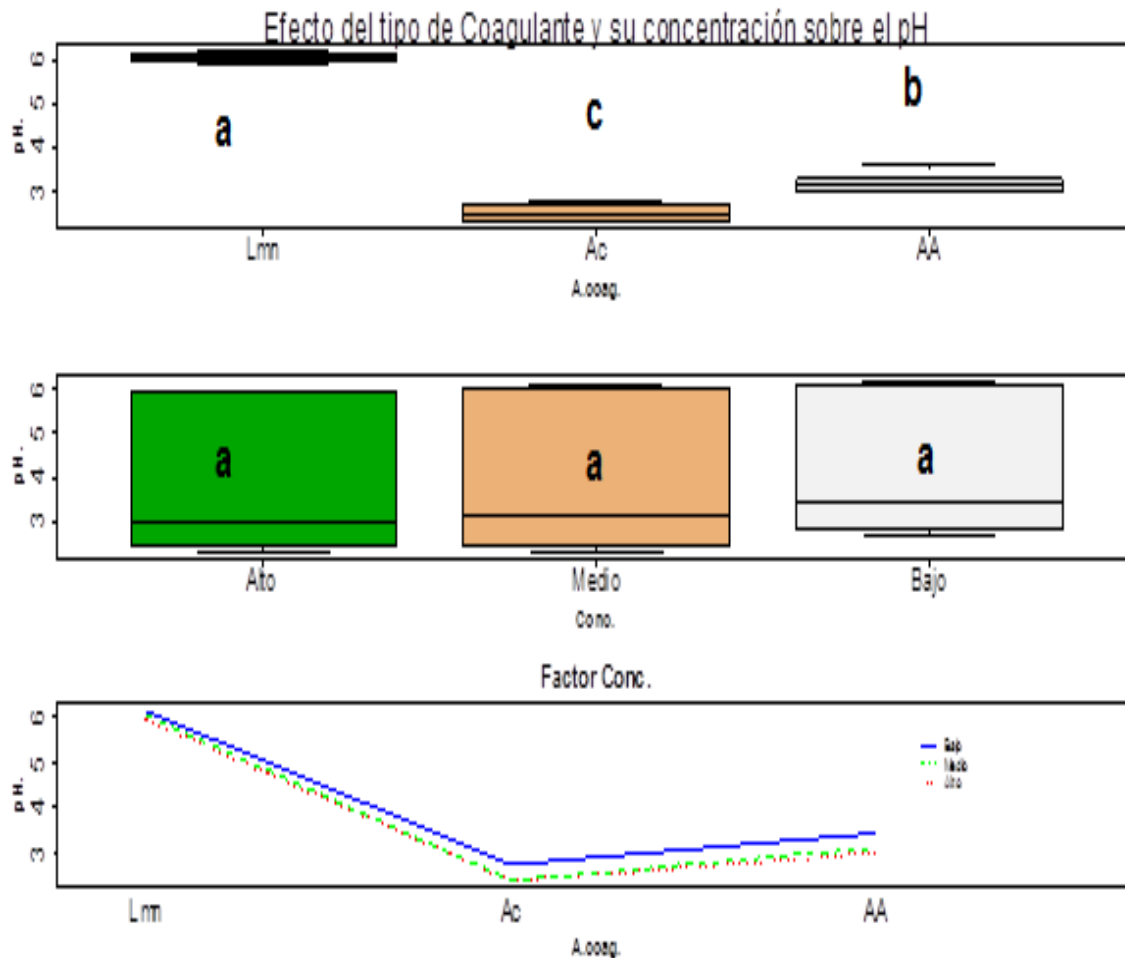 Efecto del tipo de Coagulante y su concentración sobre el pH
6
5
4
3
pH.
a
c
b
Lmn
Ac
AA
A.coag.
6
5
4
3
pH.
a
a
a
Alto
Medio
Bajo
Conc.
Factor Conc.
6
5
4
3
pH.
Bajo
Medio
Alto
Lmn
Ac
AA
A.coag.